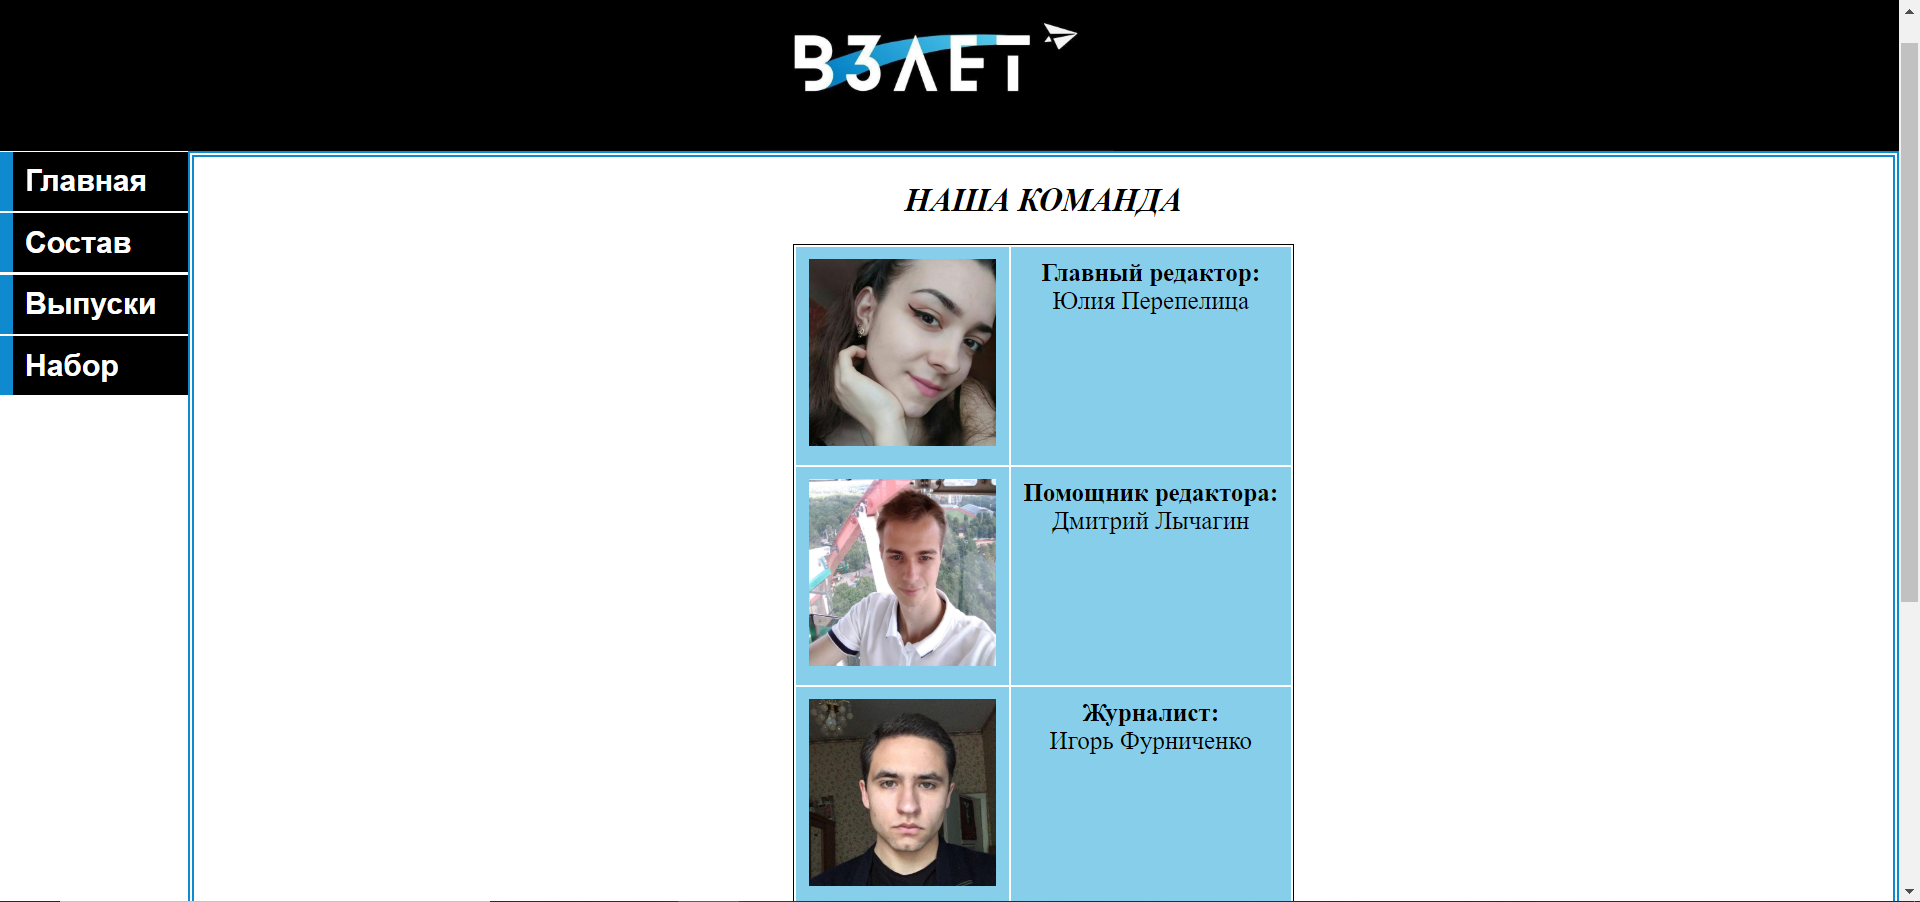 ВЗЛЕТ
Главная
Состав
Выпуски
Набор
НАША КОМАНДА
Главный редактор:
Юлия Перепелица
Помощник редактора:
Дмитрий Лычагин
Журналист:
Игорь Фурниченко